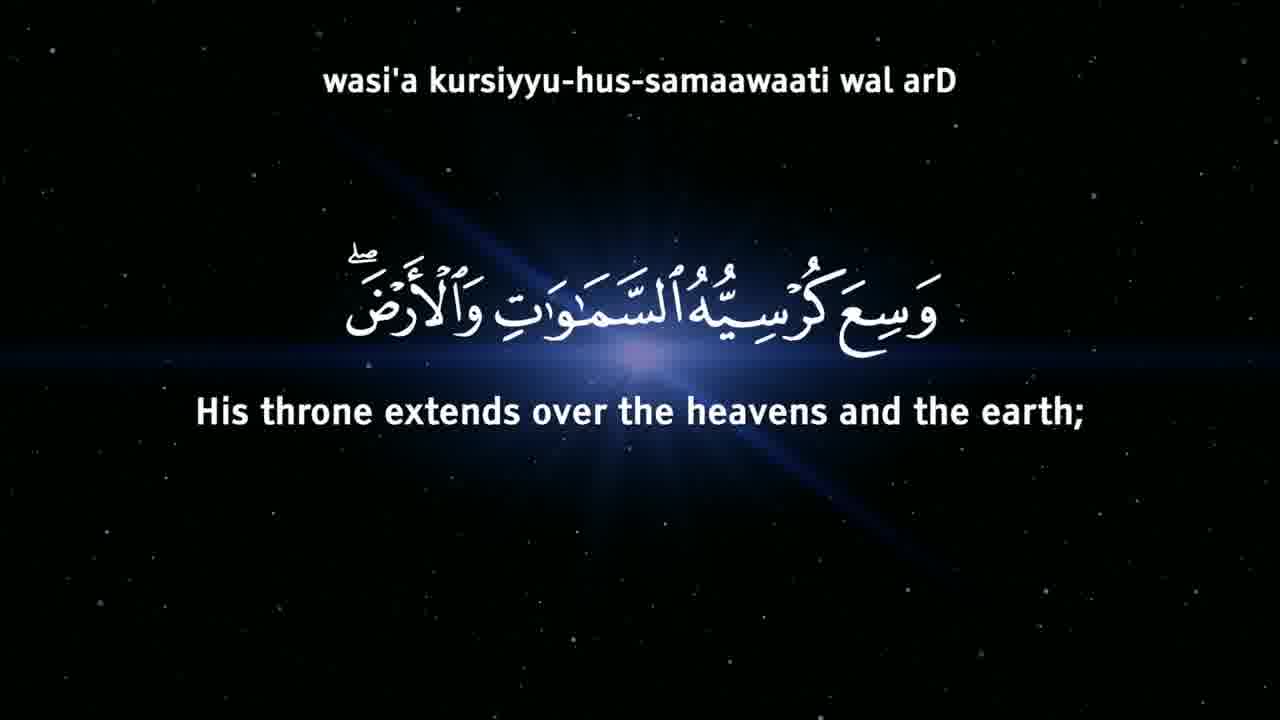 wasi'a kursiyyu-hus-samaawaati wal arD
وَسِعَ كُرْسِيُّهُ ٱلسَّمَٰوَٰتِ وَٱلْأَرْضَ ۖ
His throne extends over the heavens and the earth;